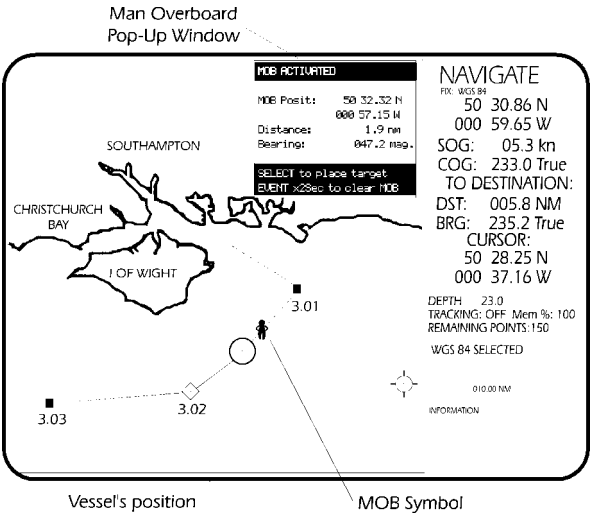 Man Overboard
Pop-Up Window
MOB ACTIVATED
MOB Posit: 50 32.32 N
000 57.15 W
Distance: 1.9 nm
Bearing: 047.2 mag.
SELECT to place target
EVENT x2Sec to clear MOB
NAVIGATE
FIX: WGS 84
50 30.86 N
000 59.65 W
SOG: 05.3 kn
COG: 233.0 True
TO DESTINATION:
DST: 005.8 NM
BRG: 235.2 True
CURSOR:
50 28.25 N
000 37.16 W
DEPTH 23.0
TRACKING: OFF Mem %: 100
REMAINING POINTS:150
WGS 84 SELECTED
010.00 NM
INFORMATION
SOUTHAMPTON
CHRISTCHURCH
BAY
I OF WIGHT
3.01
3.02
3.03
Vessel's position
MOB Symbol